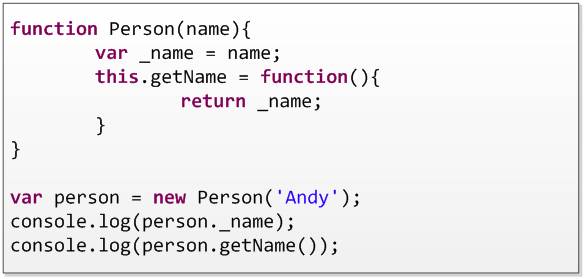 function Person(name){
        var _name = name;
        this.getName = function(){
                return _name;
        }
}

var person = new Person('Andy');
console.log(person._name);
console.log(person.getName());